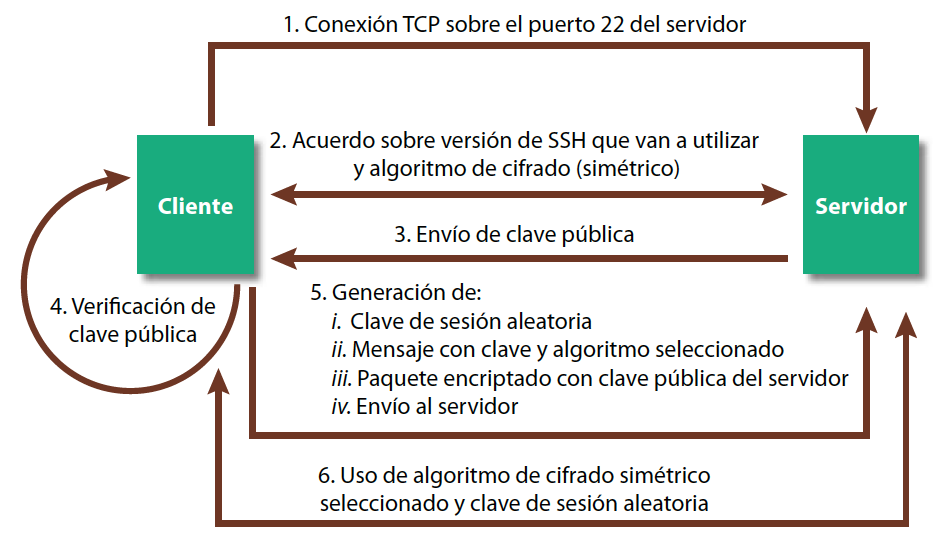 1. Conexión TCP sobre el puerto 22 del servidor
2. Acuerdo sobre versión de SSH que van a utilizar
y algoritmo de cifrado (simétrico)
Cliente
Servidor
3. Envío de clave pública
4. Verificación de
clave pública
5. Generación de:
i. Clave de sesión aleatoria
ii. Mensaje con clave y algoritmo seleccionado
iii. Paquete encriptado con clave pública del servidor
iv. Envío al servidor
6. Uso de algoritmo de cifrado simétrico
seleccionado y clave de sesión aleatoria